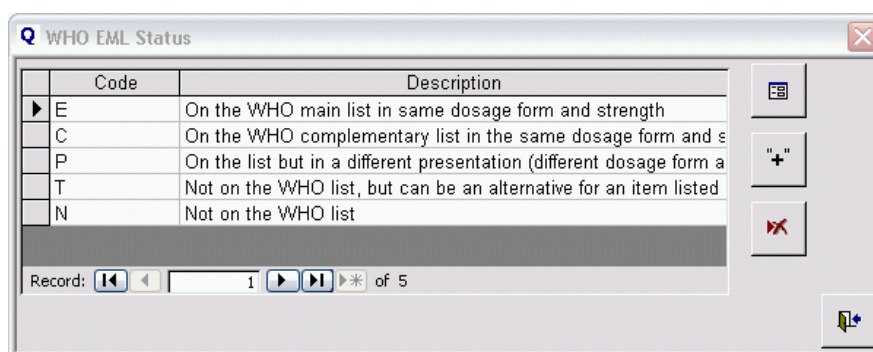 Q WHO EML Status
Code Description
E On the WHO main list in same dosage form and strength
C On the WHO complementary list in the same dosage form and s
P On the list but in a different presentation (different dosage form a
T Not on the WHO list, but can be an alternative for an item listed
N Not on the WHO list
"+"
Record: 1 of 5